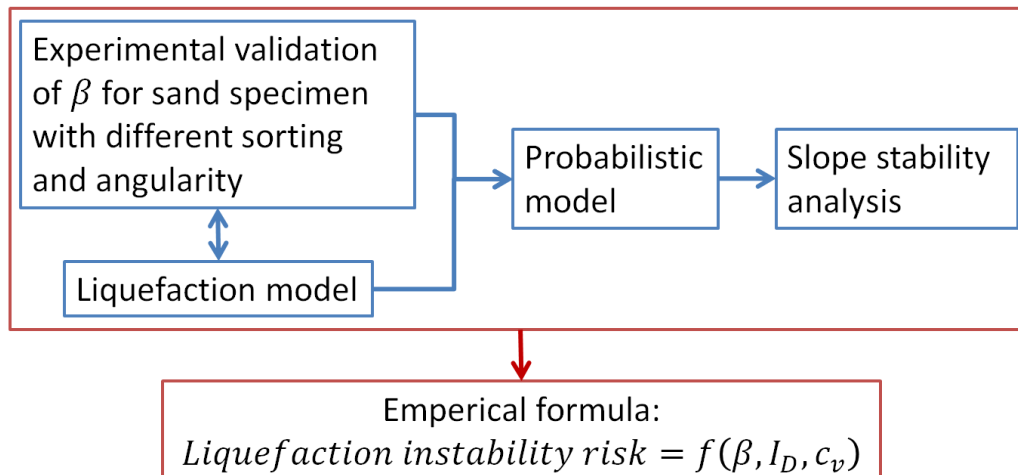 Experimental validation
of β for sand specimen
with different sorting
and angularity
Liquefaction model
Probabilistic
model
Slope stability
analysis
Emperical formula:
Liquefaction instability risk = f(β, I_D, c_v)